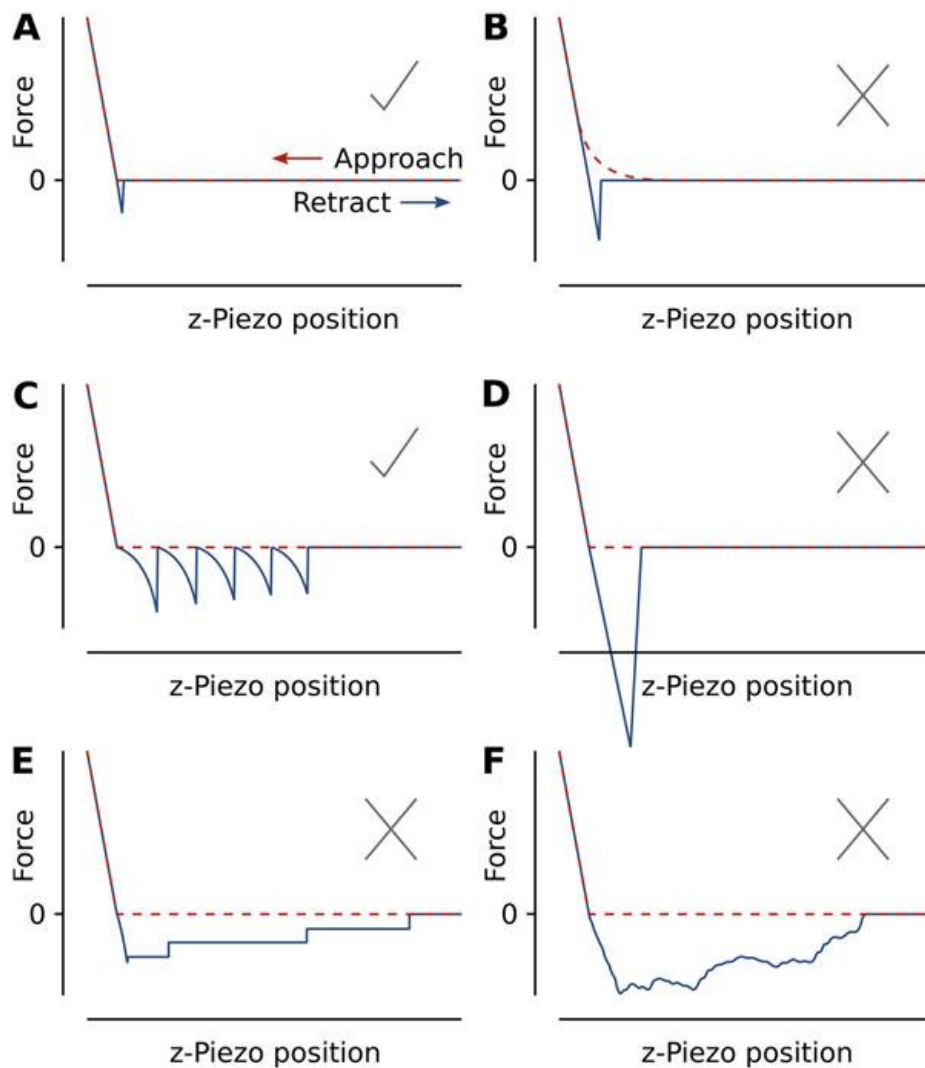 A
Force
0
Approach
Retract
z-Piezo position
B
Force
0
z-Piezo position
C
Force
0
z-Piezo position
D
Force
0
z-Piezo position
E
Force
0
z-Piezo position
F
Force
0
z-Piezo position